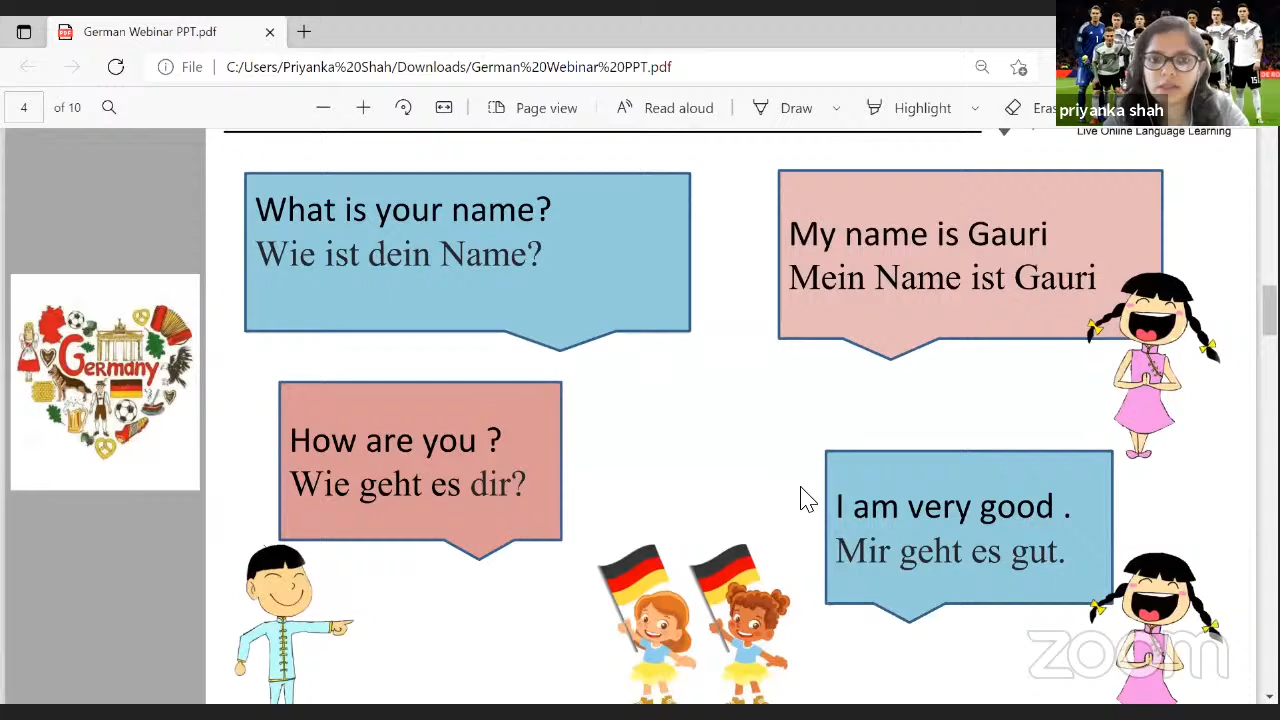 German Webinar PPT.pdf
File
C:/Users/Priyanka%20Shah/Downloads/German%20Webinar%20PPT.pdf
4 of 10
Page view
Read aloud
Draw
Highlight
priyanka shah
Live Online Language Learning
What is your name?
Wie ist dein Name?
My name is Gauri
Mein Name ist Gauri
Germany
How are you ?
Wie geht es dir?
I am very good .
Mir geht es gut.
zoom